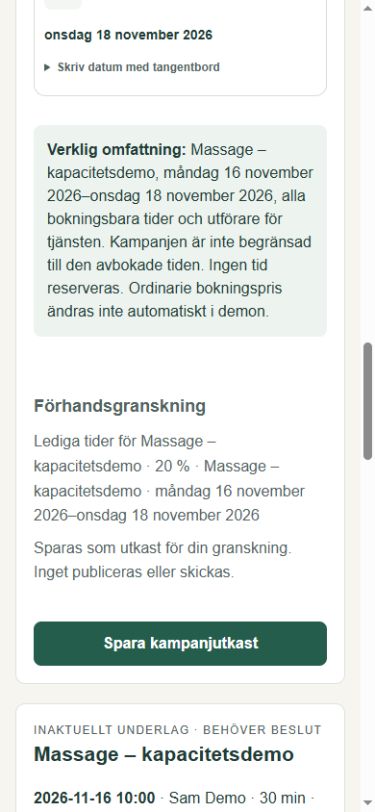 onsdag 18 november 2026
Skriv datum med tangentbord
Verklig omfattning: Massage –
kapacitetsdemo, måndag 16 november
2026–onsdag 18 november 2026, alla
bokningsbara tider och utförare för
tjänsten. Kampanjen är inte begränsad
till den avbokade tiden. Ingen tid
reserveras. Ordinarie bokningspris
ändras inte automatiskt i demon.
Förhandsgranskning
Lediga tider för Massage –
kapacitetsdemo · 20 % · Massage –
kapacitetsdemo · måndag 16 november
2026–onsdag 18 november 2026
Sparas som utkast för din granskning.
Inget publiceras eller skickas.
Spara kampanjutkast
INAKTUELLT UNDERLAG · BEHÖVER BESLUT
Massage – kapacitetsdemo
2026-11-16 10:00 · Sam Demo · 30 min ·